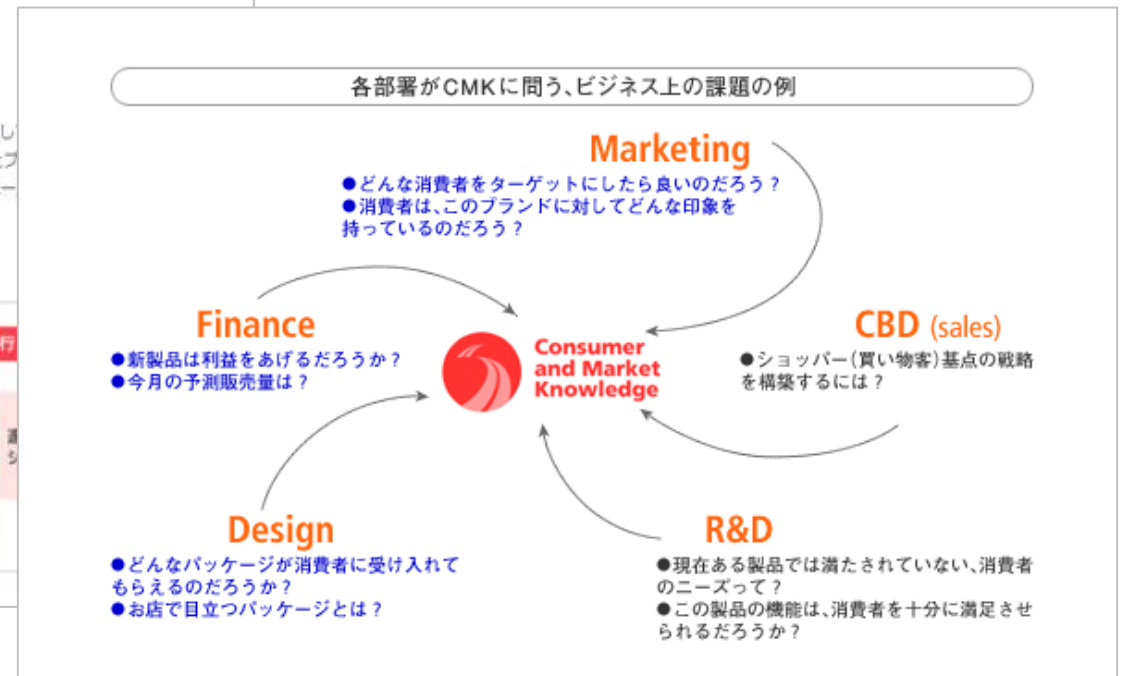 各部署がCMKに問う、ビジネス上の課題の例
Marketing
●どんな消費者をターゲットにしたら良いのだろう？
●消費者は、このブランドに対してどんな印象を
持っているのだろう？
Finance
●新製品は利益をあげるだろうか？
●今月の予測販売量は？
CBD (sales)
●ショッパー（買い物客）基点の戦略
を構築するには？
Consumer
and Market
Knowledge
Design
●どんなパッケージが消費者に受け入れて
もらえるのだろうか？
●お店で目立つパッケージとは？
R&D
●現在ある製品では満たされていない、消費者
のニーズって？
●この製品の機能は、消費者を十分に満足させ
られるだろうか？
行